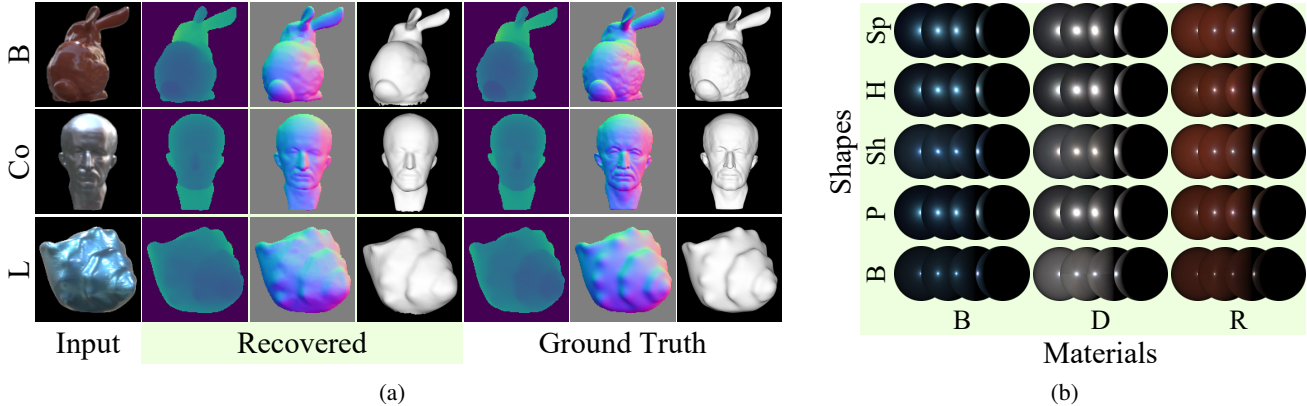 B
Co
L
Input
Recovered
Ground Truth
(a)
Shapes
Sp
H
Sh
P
B
B
D
R
Materials
(b)